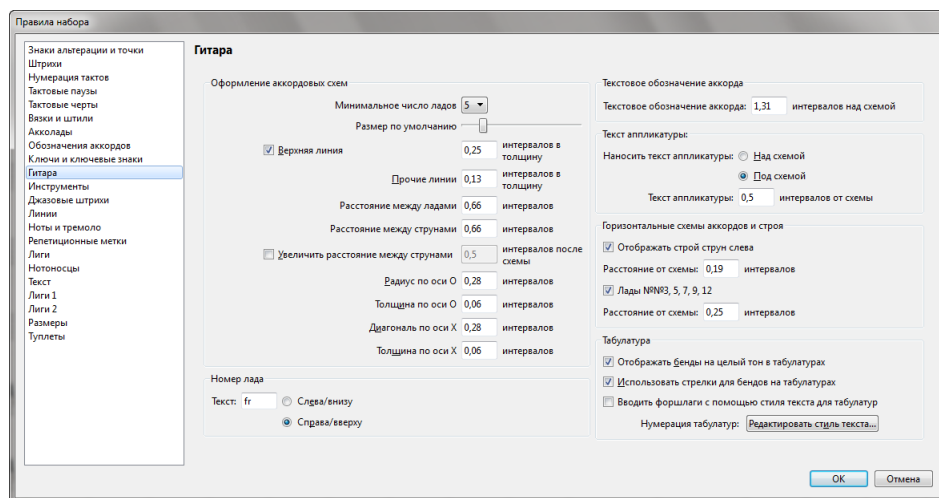 Правила набора
Знаки альтерации и точки
Штрихи
Нумерация тактов
Тактовые паузы
Тактовые черты
Вязки и штили
Акколады
Обозначения аккордов
Ключи и ключевые знаки
Гитара
Инструменты
Джазовые штрихи
Линии
Ноты и тремоло
Репетиционные метки
Лиги
Нотоносцы
Текст
Лиги 1
Лиги 2
Размеры
Туплеты
Гитара
Оформление аккордовых схем
Минимальное число ладов 5
Размер по умолчанию
Верхняя линия 0,25 интервалов в толщину
Прочие линии 0,13 интервалов в толщину
Расстояние между ладами 0,66 интервалов
Расстояние между струнами 0,66 интервалов
Увеличить расстояние между струнами 0,5 интервалов после схемы
Радиус по оси О 0,28 интервалов
Толщина по оси О 0,06 интервалов
Диагональ по оси Х 0,28 интервалов
Толщина по оси Х 0,06 интервалов
Номер лада
Текст: fr Слева/внизу
Справа/вверху
Текстовое обозначение аккорда
Текстовое обозначение аккорда: 1,31 интервалов над схемой
Текст аппликатуры:
Наносить текст аппликатуры: Над схемой
Под схемой
Текст аппликатуры: 0,5 интервалов от схемы
Горизонтальные схемы аккордов и строя
Отображать строй струн слева
Расстояние от схемы: 0,19 интервалов
Лады №№3, 5, 7, 9, 12
Расстояние от схемы: 0,25 интервалов
Табулатура
Отображать бенды на целый тон в табулатурах
Использовать стрелки для бендов на табулатурах
Вводить форшлаги с помощью стиля текста для табулатур
Нумерация табулатур: Редактировать стиль текста...
OK Отмена